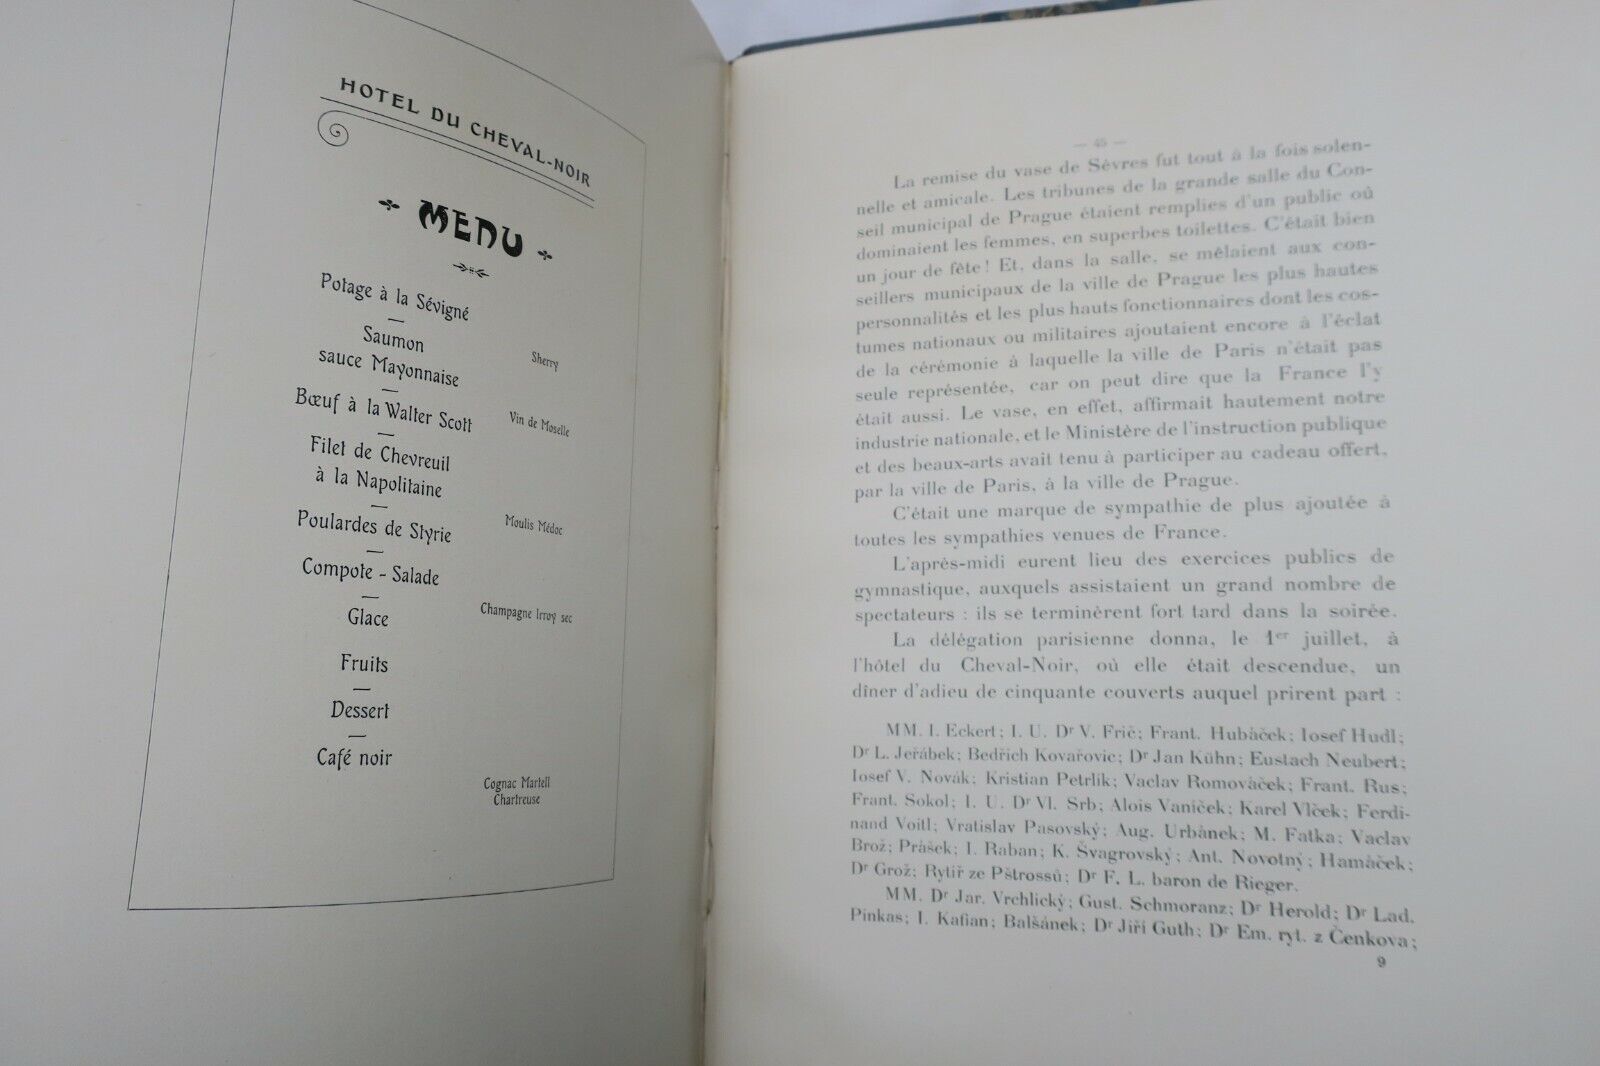 HOTEL DU CHEVAL-NOIR
MENU
Potage à la Sévigné
Saumon
sauce Mayonnaise
Sherry
Bœuf à la Walter Scott
Vin de Moselle
Filet de Chevreuil
à la Napolitaine
Poulardes de Styrie
Moulis Médoc
Compote - Salade
Glace
Champagne Irroy sec
Fruits
Dessert
Café noir
Cognac Martell
Chartreuse
— 45 —
La remise du vase de Sèvres fut tout à la fois solen-
nelle et amicale. Les tribunes de la grande salle du Con-
seil municipal de Prague étaient remplies d'un public où
dominaient les femmes, en superbes toilettes. C'était bien
un jour de fête! Et, dans la salle, se mêlaient aux con-
seillers municipaux de la ville de Prague les plus hautes
personnalités et les plus hauts fonctionnaires dont les cos-
tumes nationaux ou militaires ajoutaient encore à l'éclat
de la cérémonie à laquelle la ville de Paris n'était pas
seule représentée, car on peut dire que la France l'y
était aussi. Le vase, en effet, affirmait hautement notre
industrie nationale, et le Ministère de l'instruction publique
et des beaux-arts avait tenu à participer au cadeau offert,
par la ville de Paris, à la ville de Prague.
C'était une marque de sympathie de plus ajoutée à
toutes les sympathies venues de France.
L'après-midi eurent lieu des exercices publics de
gymnastique, auxquels assistaient un grand nombre de
spectateurs : ils se terminèrent fort tard dans la soirée.
La délégation parisienne donna, le 1er juillet, à
l'hôtel du Cheval-Noir, où elle était descendue, un
dîner d'adieu de cinquante couverts auquel prirent part :
MM. I. Eckert; I. U. Dr V. Frič; Frant. Hubáček; Iosef Hudl;
Dr L. Jeřábek; Bedřich Kovařovic; Dr Jan Kühn; Eustach Neubert;
Iosef V. Novák; Kristian Petrlík; Vaclav Romováček; Frant. Rus;
Frant. Sokol; I. U. Dr Vl. Srb; Alois Vaníček; Karel Vlček; Ferdi-
nand Voitl; Vratislav Pasovský; Aug. Urbánek; M. Fatka; Vaclav
Brož; Prášek; I. Raban; K. Švagrovský; Ant. Novotný; Hamáček;
Dr Grož; Rytíř ze Pštrossů; Dr F. L. baron de Rieger.
MM. Dr Jar. Vrchlický; Gust. Schmoranz; Dr Herold; Dr Lad.
Pinkas; I. Kafian; Balšánek; Dr Jiří Guth; Dr Em. ryt. z Čenkova;
9